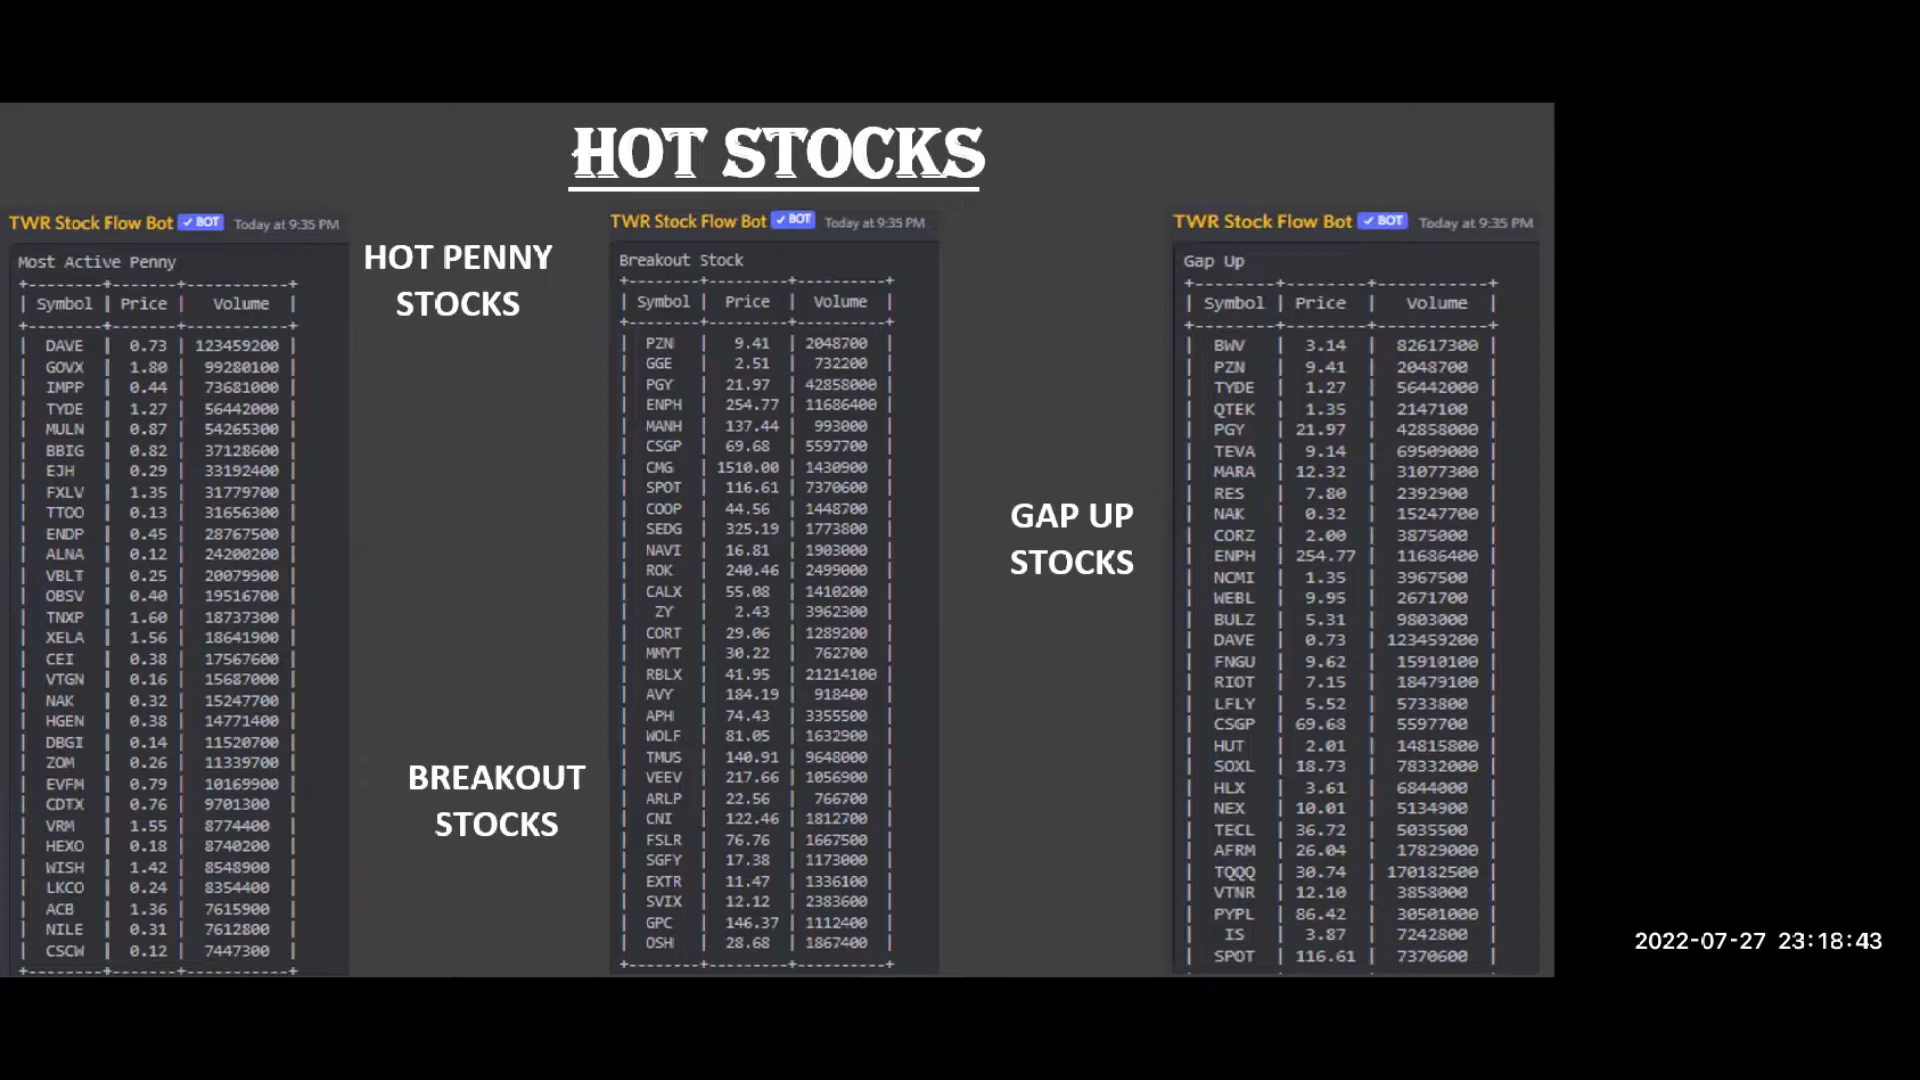 HOT STOCKS
TWR Stock Flow Bot ✓ BOT Today at 9:35 PM
Most Active Penny
+--------+-------+-----------+
| Symbol | Price | Volume |
+--------+-------+-----------+
| DAVE | 0.73 | 123459200 |
| GOVX | 1.80 | 99280100 |
| IMPP | 0.44 | 73681000 |
| TYDE | 1.27 | 56442000 |
| MULN | 0.87 | 54265300 |
| BBIG | 0.82 | 37128600 |
| EJH | 0.29 | 33192400 |
| FXLV | 1.35 | 31779700 |
| TTOO | 0.13 | 31656300 |
| ENDP | 0.45 | 28767500 |
| ALNA | 0.12 | 24200200 |
| VBLT | 0.25 | 20079900 |
| OBSV | 0.40 | 19516700 |
| TNXP | 1.60 | 18737300 |
| XELA | 1.56 | 18641900 |
| CEI | 0.38 | 17567600 |
| VTGN | 0.16 | 15687000 |
| NAK | 0.32 | 15247700 |
| HGEN | 0.38 | 14771400 |
| DBGI | 0.14 | 11520700 |
| ZOM | 0.26 | 11339700 |
| EVFM | 0.79 | 10169900 |
| CDTX | 0.76 | 9701300 |
| VRM | 1.55 | 8774400 |
| HEXO | 0.18 | 8740200 |
| WISH | 1.42 | 8548900 |
| LKCO | 0.24 | 8354400 |
| ACB | 1.36 | 7615900 |
| NILE | 0.31 | 7612800 |
| CSCW | 0.12 | 7447300 |
+--------+-------+-----------+
HOT PENNY
STOCKS
BREAKOUT
STOCKS
TWR Stock Flow Bot ✓ BOT Today at 9:35 PM
Breakout Stock
+--------+---------+----------+
| Symbol | Price | Volume |
+--------+---------+----------+
| PZN | 9.41 | 2048700 |
| GGE | 2.51 | 732200 |
| PGY | 21.97 | 42858000 |
| ENPH | 254.77 | 11686400 |
| MANH | 137.44 | 993000 |
| CSGP | 69.68 | 5597700 |
| CMG | 1510.00 | 1430900 |
| SPOT | 116.61 | 7370600 |
| COOP | 44.56 | 1448700 |
| SEDG | 325.19 | 1773800 |
| NAVI | 16.81 | 1903000 |
| ROK | 240.46 | 2499000 |
| CALX | 55.08 | 1410200 |
| ZY | 2.43 | 3962300 |
| CORT | 29.06 | 1289200 |
| MMYT | 30.22 | 762700 |
| RBLX | 41.95 | 21214100 |
| AVY | 184.19 | 918400 |
| APH | 74.43 | 3355500 |
| WOLF | 81.05 | 1632900 |
| TMUS | 140.91 | 9648000 |
| VEEV | 217.66 | 1056900 |
| ARLP | 22.56 | 766700 |
| CNI | 122.46 | 1812700 |
| FSLR | 76.76 | 1667500 |
| SGFY | 17.38 | 1173000 |
| EXTR | 11.47 | 1336100 |
| SVIX | 12.12 | 2383600 |
| GPC | 146.37 | 1112400 |
| OSH | 28.68 | 1867400 |
+--------+---------+----------+
GAP UP
STOCKS
TWR Stock Flow Bot ✓ BOT Today at 9:35 PM
Gap Up
+--------+--------+-----------+
| Symbol | Price | Volume |
+--------+--------+-----------+
| BWV | 3.14 | 82617300 |
| PZN | 9.41 | 2048700 |
| TYDE | 1.27 | 56442000 |
| QTEK | 1.35 | 2147100 |
| PGY | 21.97 | 42858000 |
| TEVA | 9.14 | 69509000 |
| MARA | 12.32 | 31077300 |
| RES | 7.80 | 2392900 |
| NAK | 0.32 | 15247700 |
| CORZ | 2.00 | 3875000 |
| ENPH | 254.77 | 11686400 |
| NCMI | 1.35 | 3967500 |
| WEBL | 9.95 | 2671700 |
| BULZ | 5.31 | 9803000 |
| DAVE | 0.73 | 123459200 |
| FNGU | 9.62 | 15910100 |
| RIOT | 7.15 | 18479100 |
| LFLY | 5.52 | 5733800 |
| CSGP | 69.68 | 5597700 |
| HUT | 2.01 | 14815800 |
| SOXL | 18.73 | 78332000 |
| HLX | 3.61 | 6844000 |
| NEX | 10.01 | 5134900 |
| TECL | 36.72 | 5035500 |
| AFRM | 26.04 | 17829000 |
| TQQQ | 30.74 | 170182500 |
| VTNR | 12.10 | 3858000 |
| PYPL | 86.42 | 30501000 |
| IS | 3.87 | 7242800 |
| SPOT | 116.61 | 7370600 |
2022-07-27 23:18:43